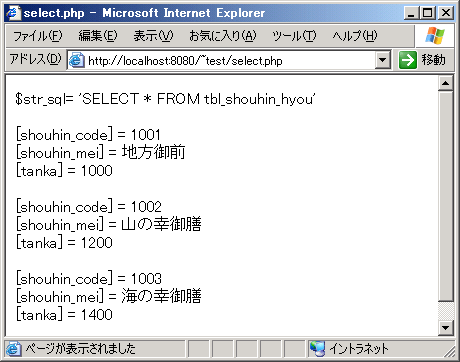 select.php - Microsoft Internet Explorer
ファイル(F) 編集(E) 表示(V) お気に入り(A) ツール(T) ヘルプ(H)
アドレス(D) http://localhost:8080/~test/select.php 移動
$str_sql= 'SELECT * FROM tbl_shouhin_hyou'
[shouhin_code] = 1001
[shouhin_mei] = 地方御前
[tanka] = 1000
[shouhin_code] = 1002
[shouhin_mei] = 山の幸御膳
[tanka] = 1200
[shouhin_code] = 1003
[shouhin_mei] = 海の幸御膳
[tanka] = 1400
ページが表示されました イントラネット